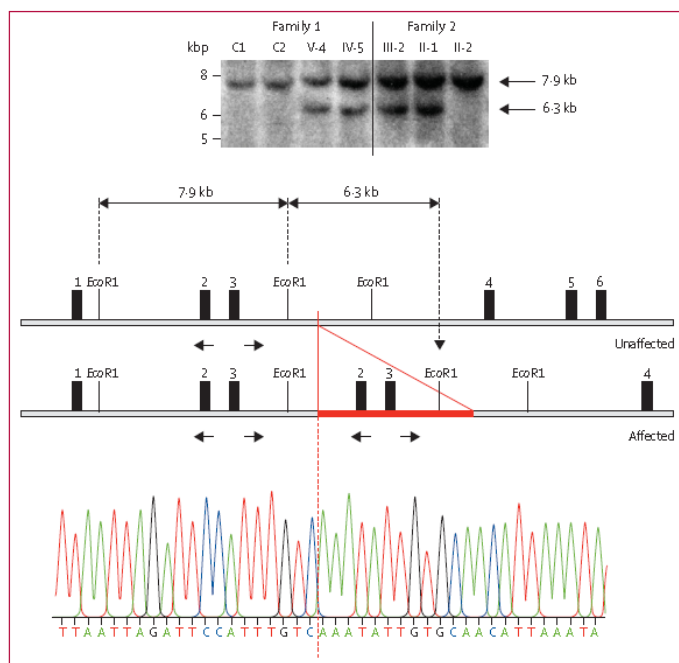 Family 1 Family 2
kbp C1 C2 V-4 IV-5 III-2 II-1 II-2
8 7·9 kb
6 6·3 kb
5
7·9 kb 6·3 kb
1 EcoR1 2 3 EcoR1 EcoR1 4 5 6
Unaffected
1 EcoR1 2 3 EcoR1 2 3 EcoR1 EcoR1 4
Affected
TTAATTAGATTCCATTTGTCAAATATTGTGCAACATTAAATA